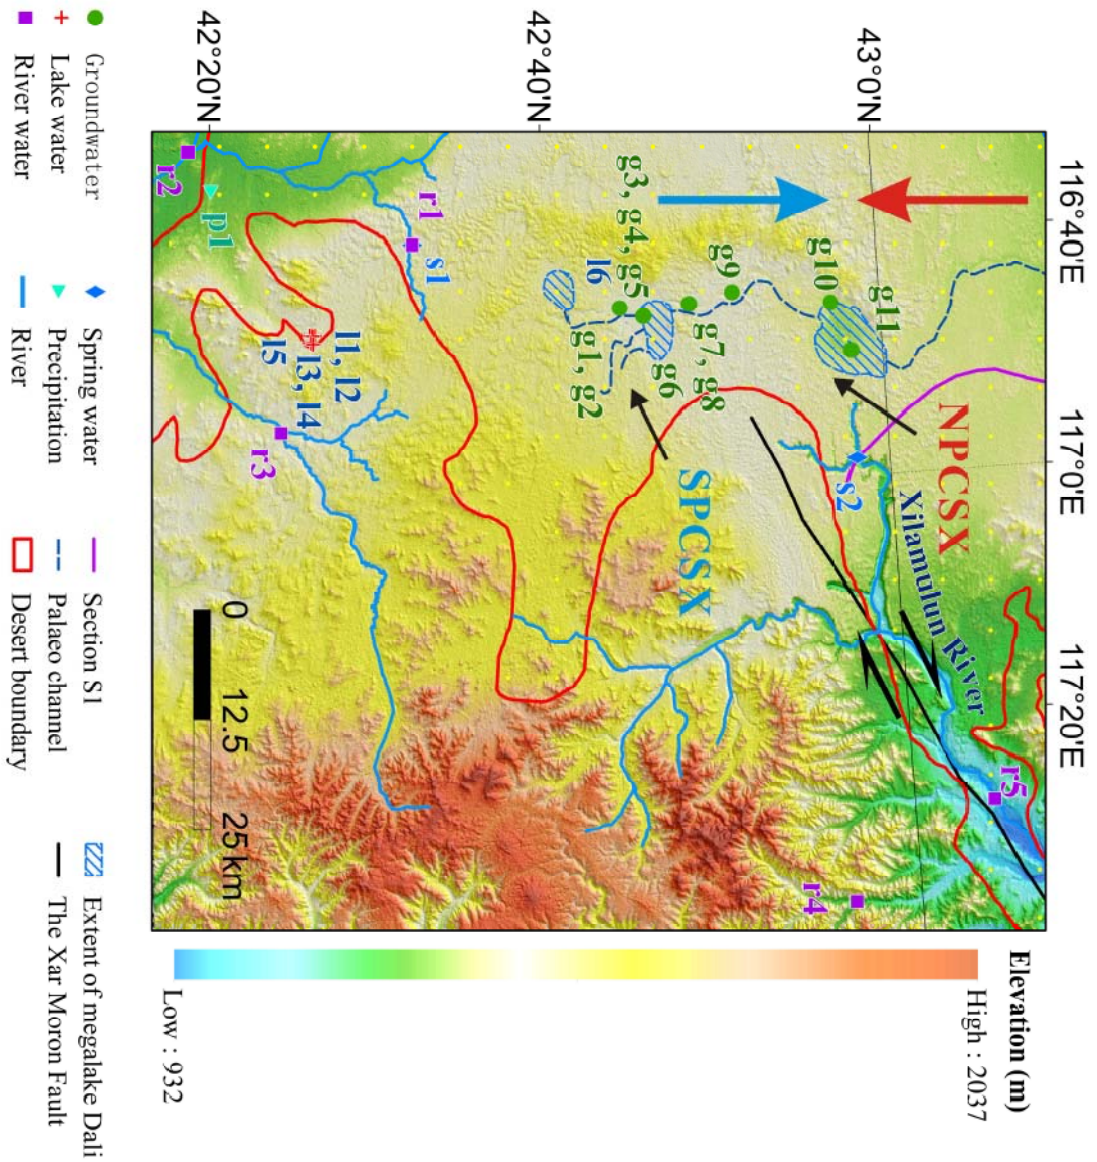 116°40'E
117°0'E
117°20'E
43°0'N
42°40'N
42°20'N
g11
g10
NPCSX
g9
g3, g4, g5
l6
g7, g8
g6
g1, g2
SPCSX
s2
Xilamulun River
r1
s1
r2
p1
l1, l2
l3, l4
l5
r3
r5
r4
0 12.5 25 km
Elevation (m)
High : 2037
Low : 932
Groundwater
Spring water
Section S1
Extent of megalake Dali
Lake water
Precipitation
Palaeo channel
The Xar Moron Fault
River water
River
Desert boundary